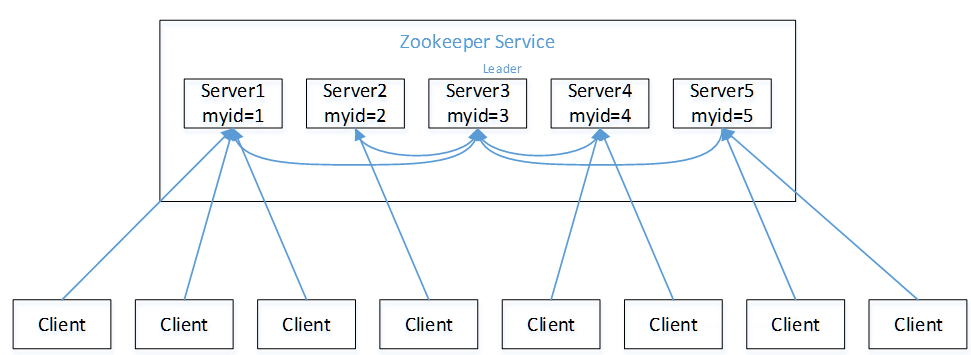 Zookeeper Service
Leader
Server1
myid=1
Server2
myid=2
Server3
myid=3
Server4
myid=4
Server5
myid=5
Client
Client
Client
Client
Client
Client
Client
Client